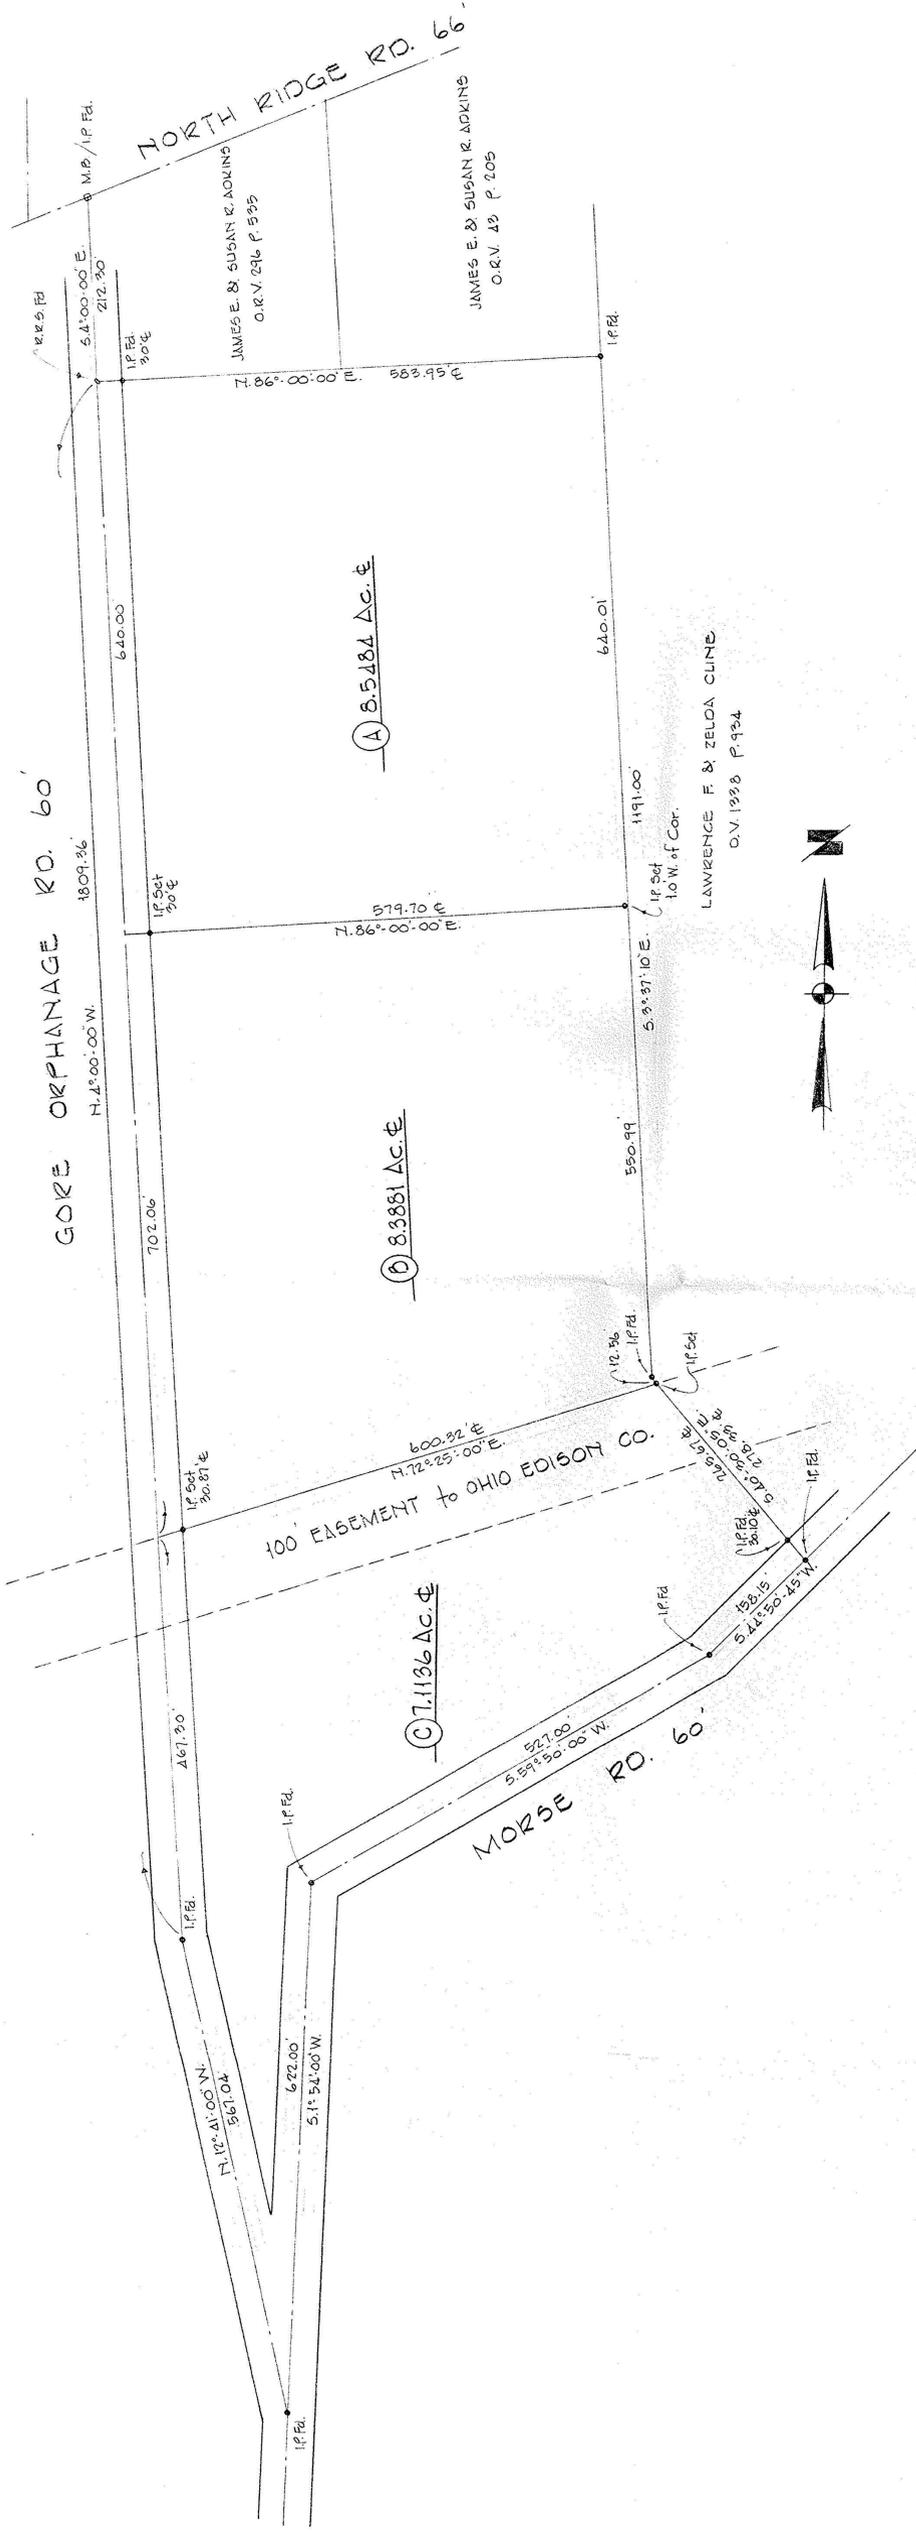 NORTH RIDGE RD. 66'
M.B/I.P.Fd.
R.R.S. Fd
S.4°-00'-00"E.
212.30'
I.P. Fd.
30'℄
JAMES E. & SUSAN R. ADKINS
O.R.V. 296 P. 535
JAMES E. & SUSAN R. ADKINS
O.R.V. 43 P. 205
N.86°-00'-00"E. 583.95'℄
I.P. Fd.
GORE ORPHANAGE RD. 60'
N.4°-00'-00"W. 1809.36'
640.00'
Ⓐ 8.5484 Ac. ℄
640.01'
1191.00'
I.P. Set
30'℄
579.70 ℄
N.86°-00'-00"E.
I.P. Set
1.0' W. of Cor.
LAWRENCE F. & ZELDA CLINE
O.V. 1338 P. 934
S.3°-37'-10"E.
N
702.06'
Ⓑ 8.3881 Ac. ℄
550.99'
12.56'
I.P. Fd.
I.P. Set
I.P. Set
30.87'℄
600.32'℄
N.72°-25'-00"E.
100' EASEMENT to OHIO EDISON CO.
265.67'℄
S.40°-30'-05"E.
I.P. Fd.
30.10'℄
I.P. Fd.
Ⓒ 7.1136 Ac. ℄
I.P. Fd
158.15'
S.44°-50'-45"W.
467.30'
527.00'
S.59°-50'-00"W.
MORSE RD. 60'
I.P. Fd.
I.P. Fd.
N.12°-41'-00"W.
567.04'
622.00'
S.1°-54'-00"W.
I.P. Fd.